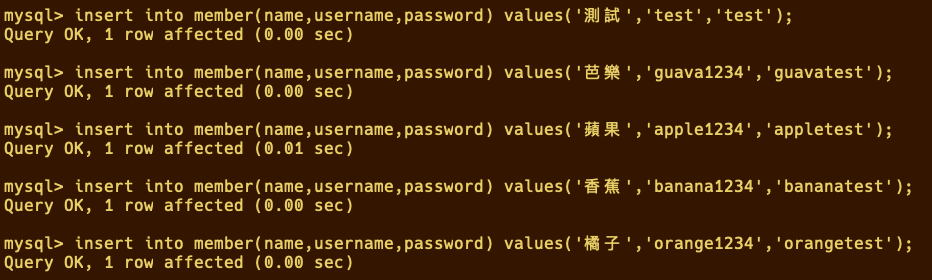 mysql> insert into member(name,username,password) values('測試','test','test');
Query OK, 1 row affected (0.00 sec)
mysql> insert into member(name,username,password) values('芭樂','guava1234','guavatest');
Query OK, 1 row affected (0.00 sec)
mysql> insert into member(name,username,password) values('蘋果','apple1234','appletest');
Query OK, 1 row affected (0.01 sec)
mysql> insert into member(name,username,password) values('香蕉','banana1234','bananatest');
Query OK, 1 row affected (0.00 sec)
mysql> insert into member(name,username,password) values('橘子','orange1234','orangetest');
Query OK, 1 row affected (0.00 sec)